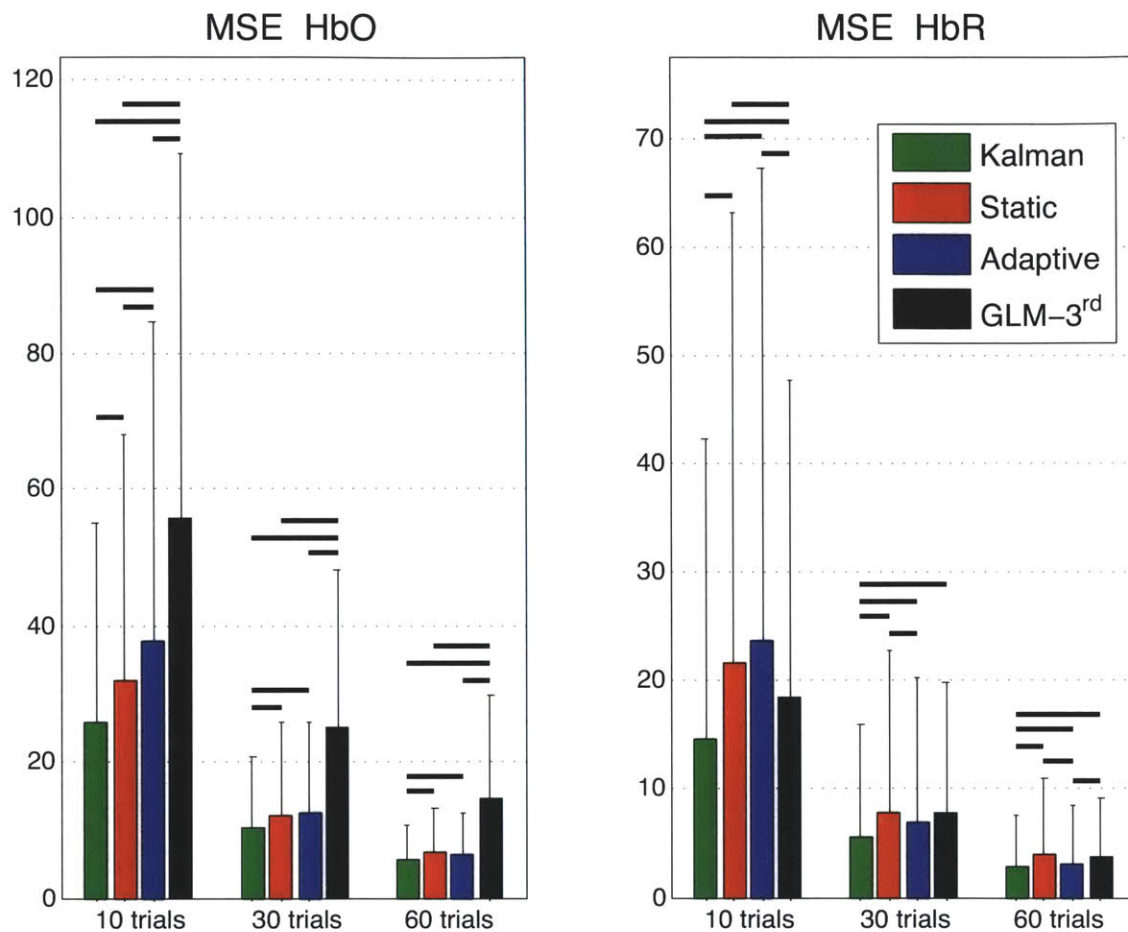 MSE HbO
120
100
80
60
40
20
0
10 trials
30 trials
60 trials
MSE HbR
70
60
50
40
30
20
10
0
10 trials
30 trials
60 trials
Kalman
Static
Adaptive
GLM-3rd